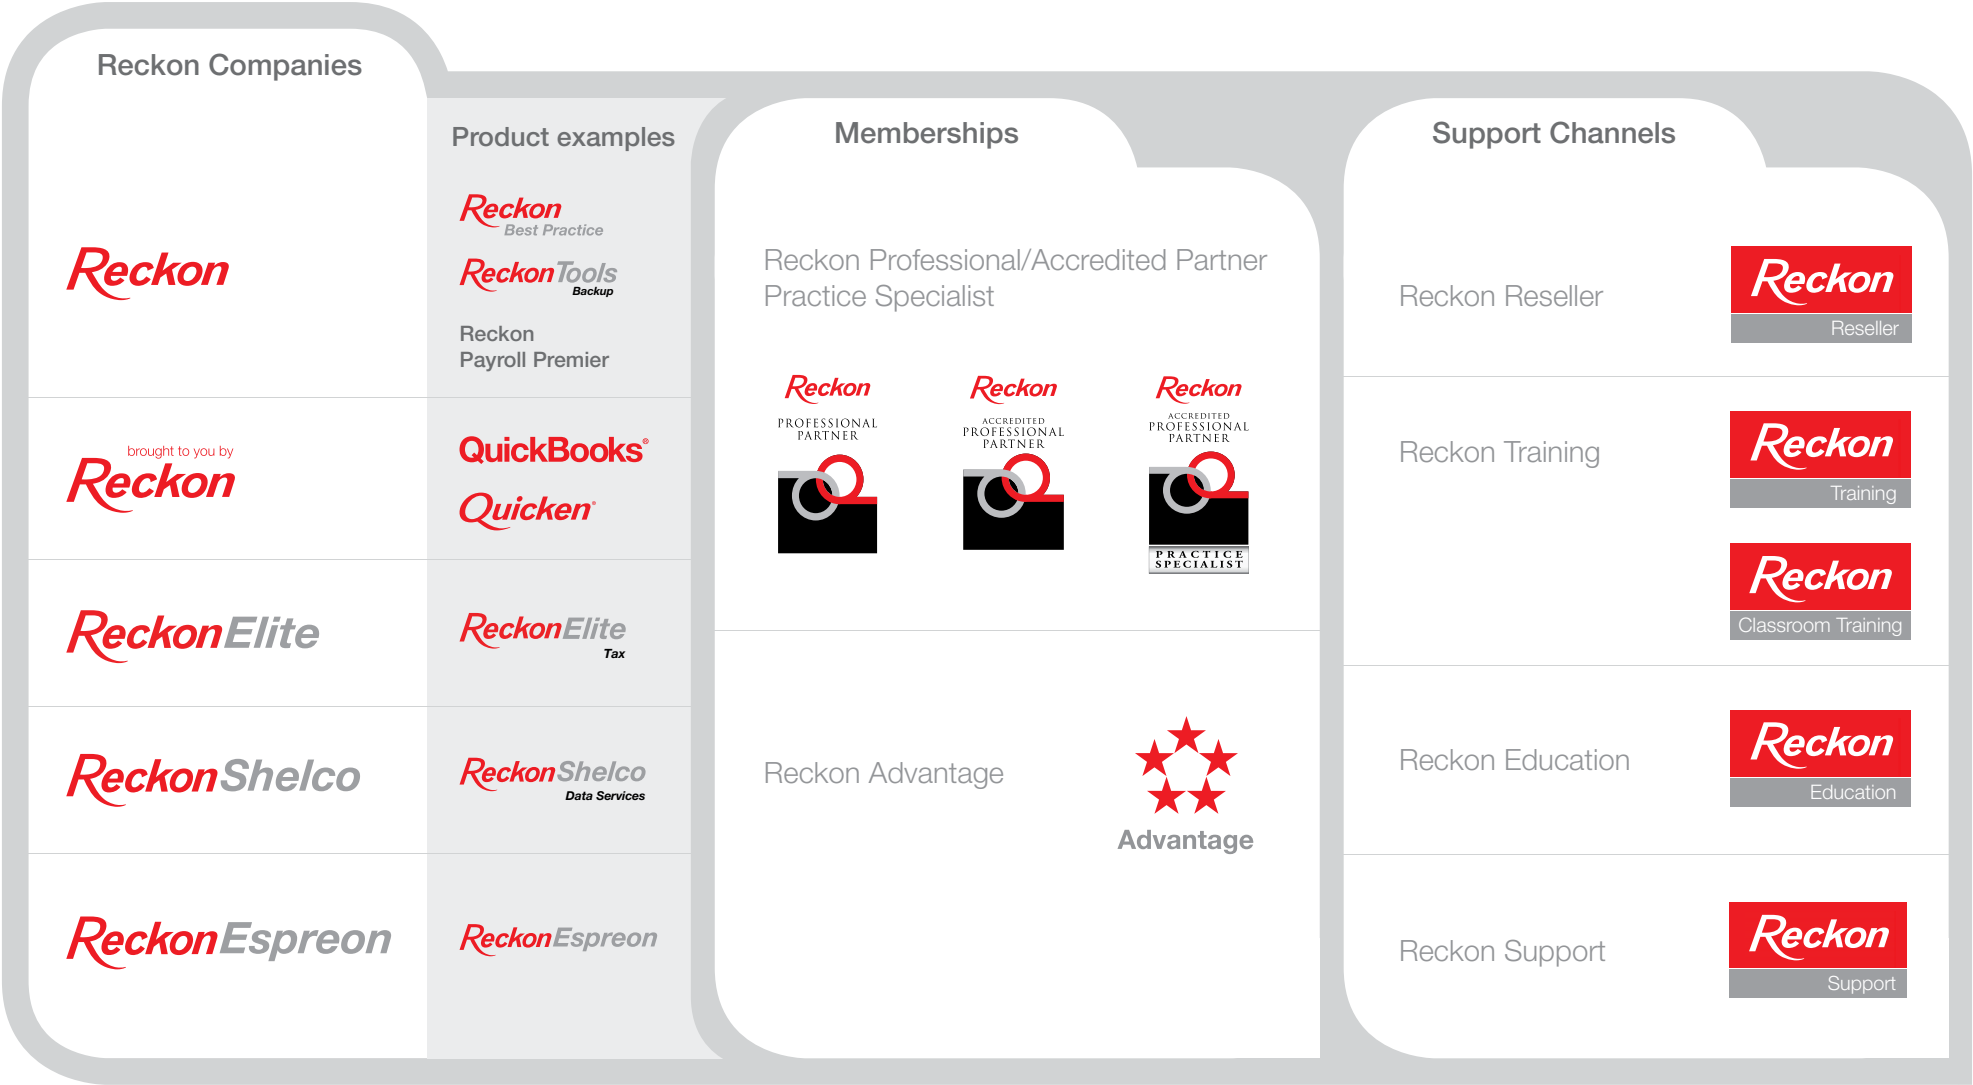 Reckon Companies
Reckon
brought to you by
Reckon
ReckonElite
ReckonShelco
ReckonEspreon
Product examples
Reckon
Best Practice
ReckonTools
Backup
Reckon
Payroll Premier
QuickBooks®
Quicken®
ReckonElite
Tax
ReckonShelco
Data Services
ReckonEspreon
Memberships
Reckon Professional/Accredited Partner
Practice Specialist
Reckon
PROFESSIONAL
PARTNER
Reckon
ACCREDITED
PROFESSIONAL
PARTNER
Reckon
ACCREDITED
PROFESSIONAL
PARTNER
PRACTICE
SPECIALIST
Reckon Advantage
Advantage
Support Channels
Reckon Reseller
Reckon
Reseller
Reckon Training
Reckon
Training
Reckon
Classroom Training
Reckon Education
Reckon
Education
Reckon Support
Reckon
Support